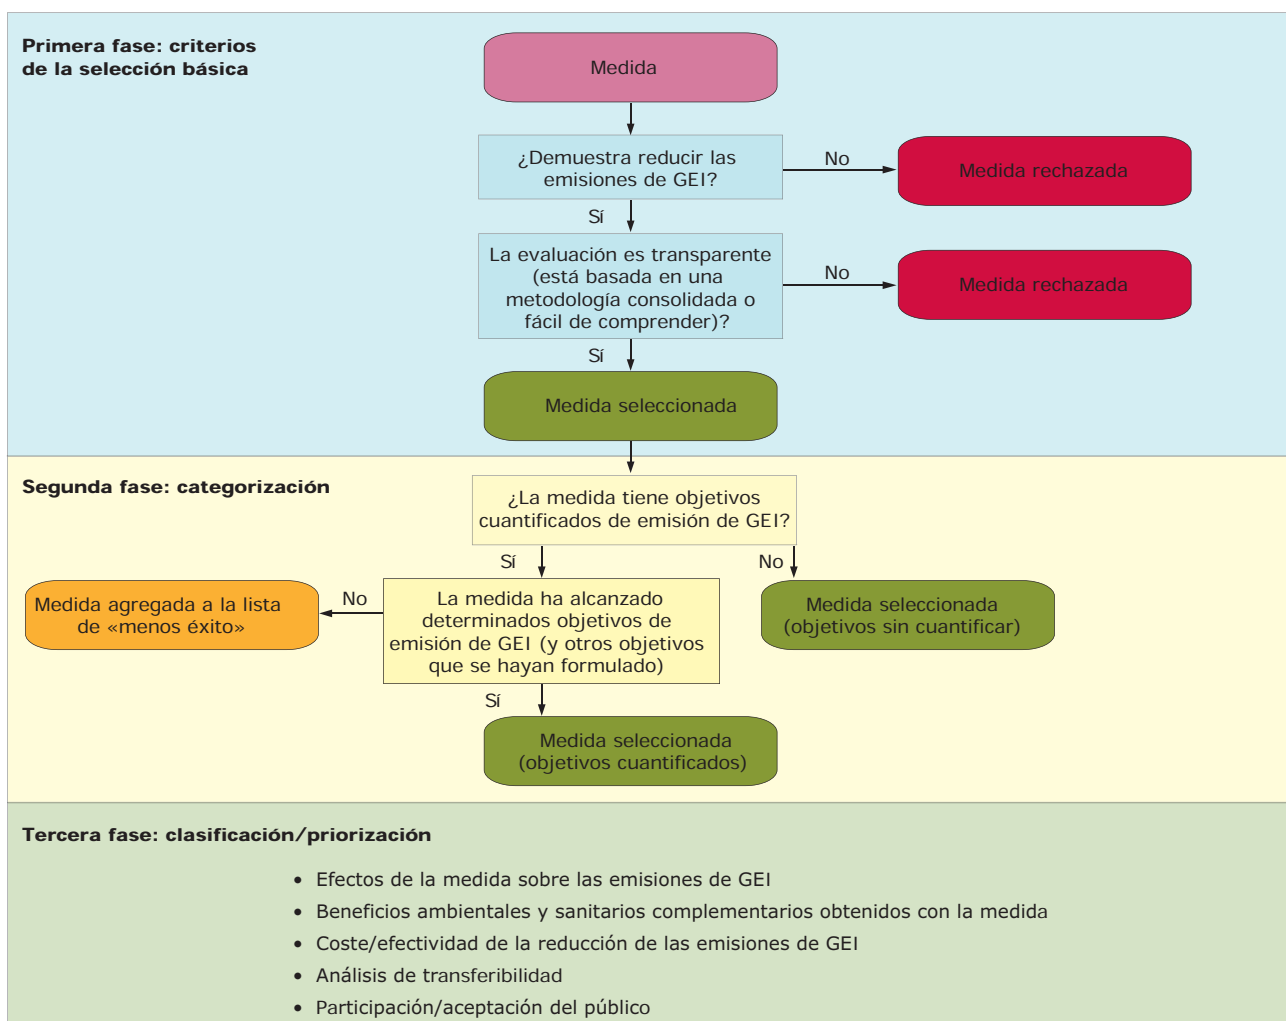 Primera fase: criterios
de la selección básica
Medida
¿Demuestra reducir las
emisiones de GEI?
No
Medida rechazada
Sí
La evaluación es transparente
(está basada en una
metodología consolidada o
fácil de comprender)?
No
Medida rechazada
Sí
Medida seleccionada
Segunda fase: categorización
¿La medida tiene objetivos
cuantificados de emisión de GEI?
Sí
No
Medida agregada a la lista
de «menos éxito»
No
La medida ha alcanzado
determinados objetivos de
emisión de GEI (y otros objetivos
que se hayan formulado)
Medida seleccionada
(objetivos sin cuantificar)
Sí
Medida seleccionada
(objetivos cuantificados)
Tercera fase: clasificación/priorización
• Efectos de la medida sobre las emisiones de GEI
• Beneficios ambientales y sanitarios complementarios obtenidos con la medida
• Coste/efectividad de la reducción de las emisiones de GEI
• Análisis de transferibilidad
• Participación/aceptación del público